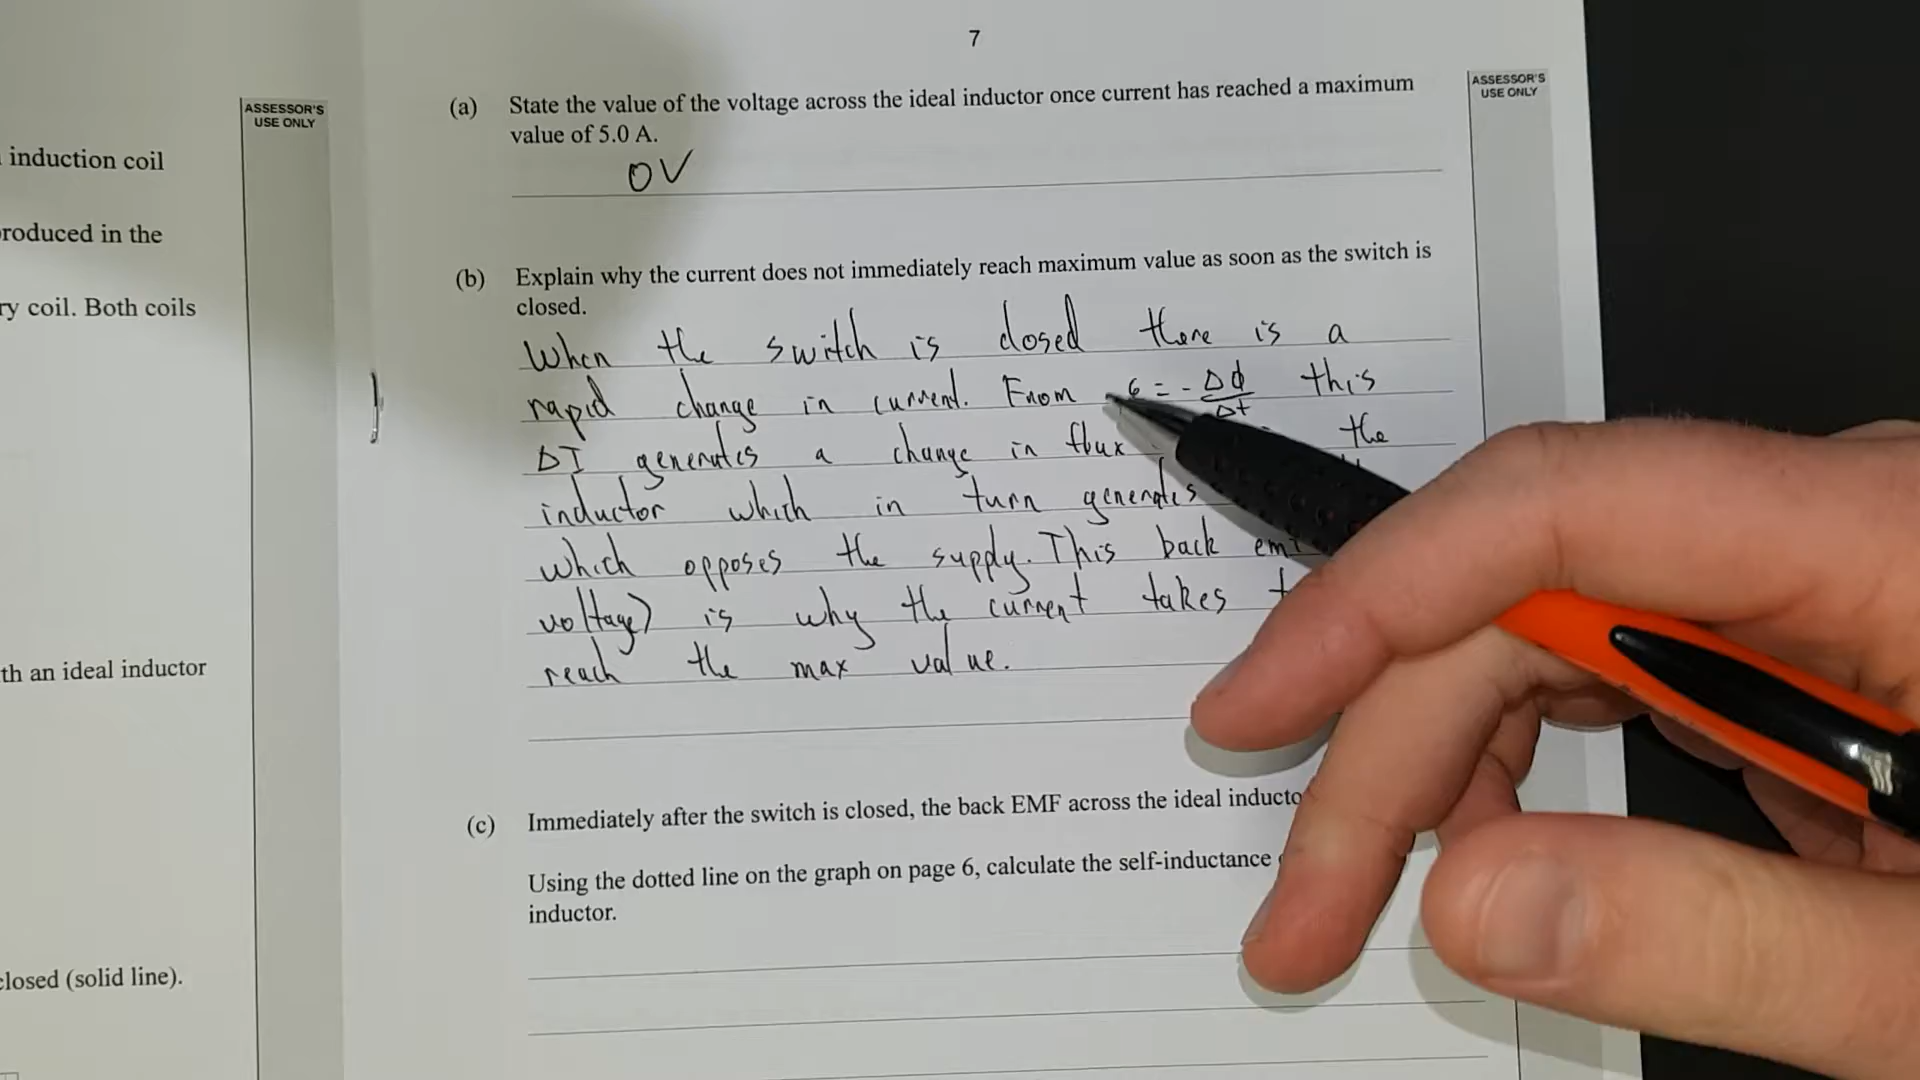 7
ASSESSOR'S
USE ONLY
induction coil
roduced in the
ry coil. Both coils
th an ideal inductor
closed (solid line).
ASSESSOR'S
USE ONLY
(a) State the value of the voltage across the ideal inductor once current has reached a maximum
value of 5.0 A.
0V
(b) Explain why the current does not immediately reach maximum value as soon as the switch is
closed.
When the switch is closed there is a
rapid change in current. From ε = - Δφ/Δt this
ΔI generates a change in flux the
inductor which in turn generates
which opposes the supply. This back emf
voltage) is why the current takes
reach the max value.
(c) Immediately after the switch is closed, the back EMF across the ideal inducto
Using the dotted line on the graph on page 6, calculate the self-inductance
inductor.